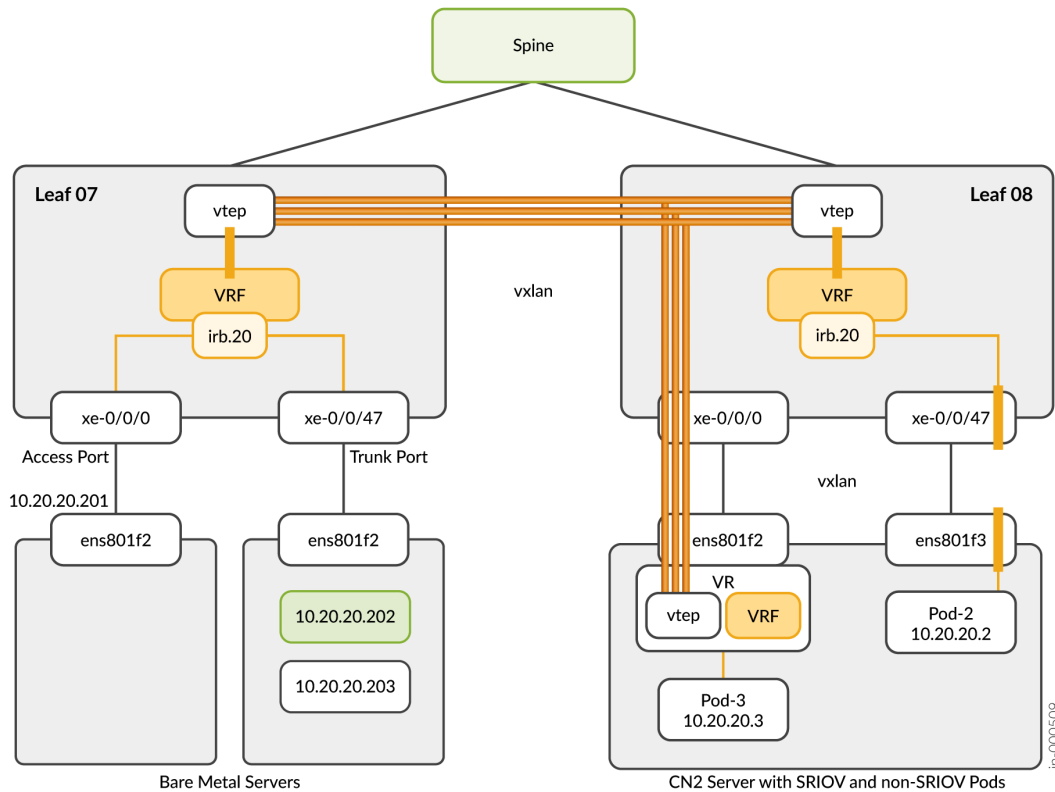 Spine
Leaf 07
vtep
VRF
irb.20
xe-0/0/0
xe-0/0/47
Access Port
Trunk Port
10.20.20.201
ens801f2
ens801f2
10.20.20.202
10.20.20.203
Bare Metal Servers
vxlan
Leaf 08
vtep
VRF
irb.20
xe-0/0/0
xe-0/0/47
vxlan
ens801f2
ens801f3
VR
vtep
VRF
Pod-2
10.20.20.2
Pod-3
10.20.20.3
CN2 Server with SRIOV and non-SRIOV Pods
jn-000509